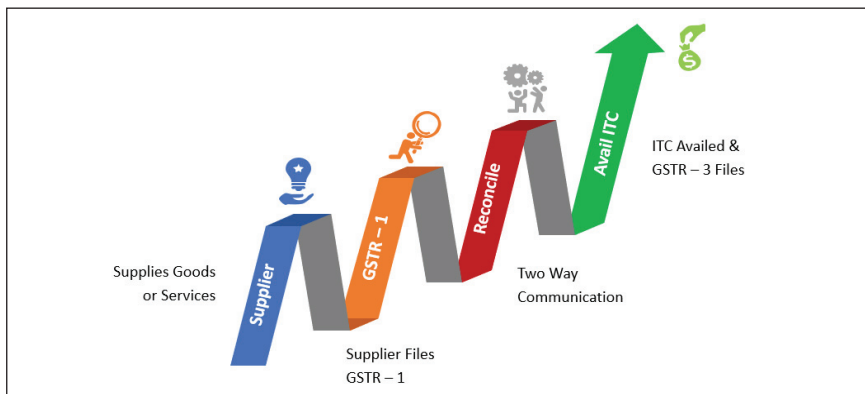 Supplies Goods
or Services
Supplier
GSTR – 1
Supplier Files
GSTR – 1
Reconcile
Two Way
Communication
Avail ITC
ITC Availed &
GSTR – 3 Files
$